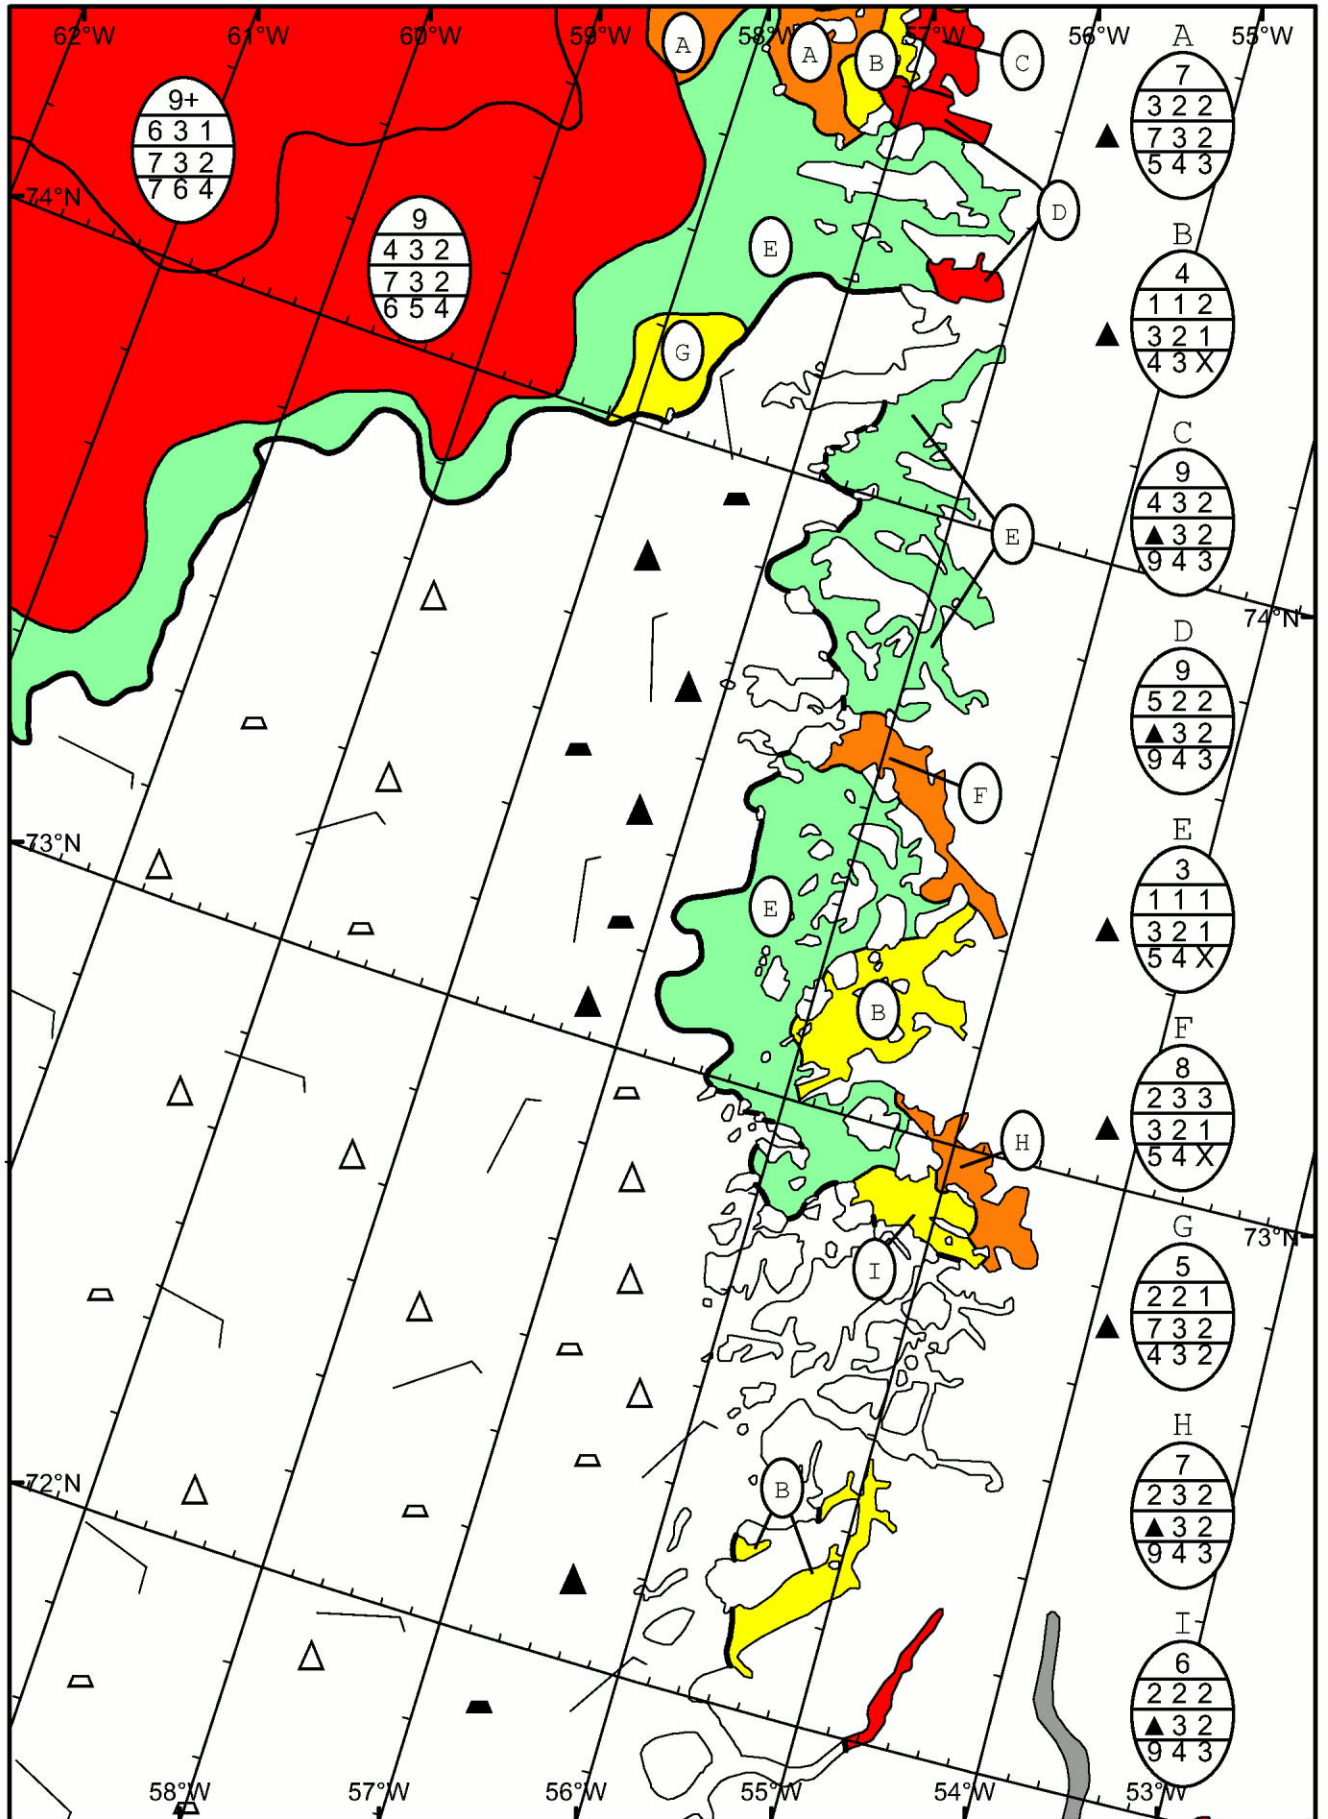 62°W 61°W 60°W 59°W 58°W 57°W 56°W 55°W
9+
6 3 1
7 3 2
7 6 4
9
4 3 2
7 3 2
6 5 4
A
A
B
C
D
E
G
E
F
E
B
H
I
B
74°N
73°N
72°N
74°N
73°N
A
7
3 2 2
7 3 2
5 4 3
B
4
1 1 2
3 2 1
4 3 X
C
9
4 3 2
▲ 3 2
9 4 3
D
9
5 2 2
▲ 3 2
9 4 3
E
3
1 1 1
3 2 1
5 4 X
F
8
2 3 3
3 2 1
5 4 X
G
5
2 2 1
7 3 2
4 3 2
H
7
2 3 2
▲ 3 2
9 4 3
I
6
2 2 2
▲ 3 2
9 4 3
58°W 57°W 56°W 55°W 54°W 53°W